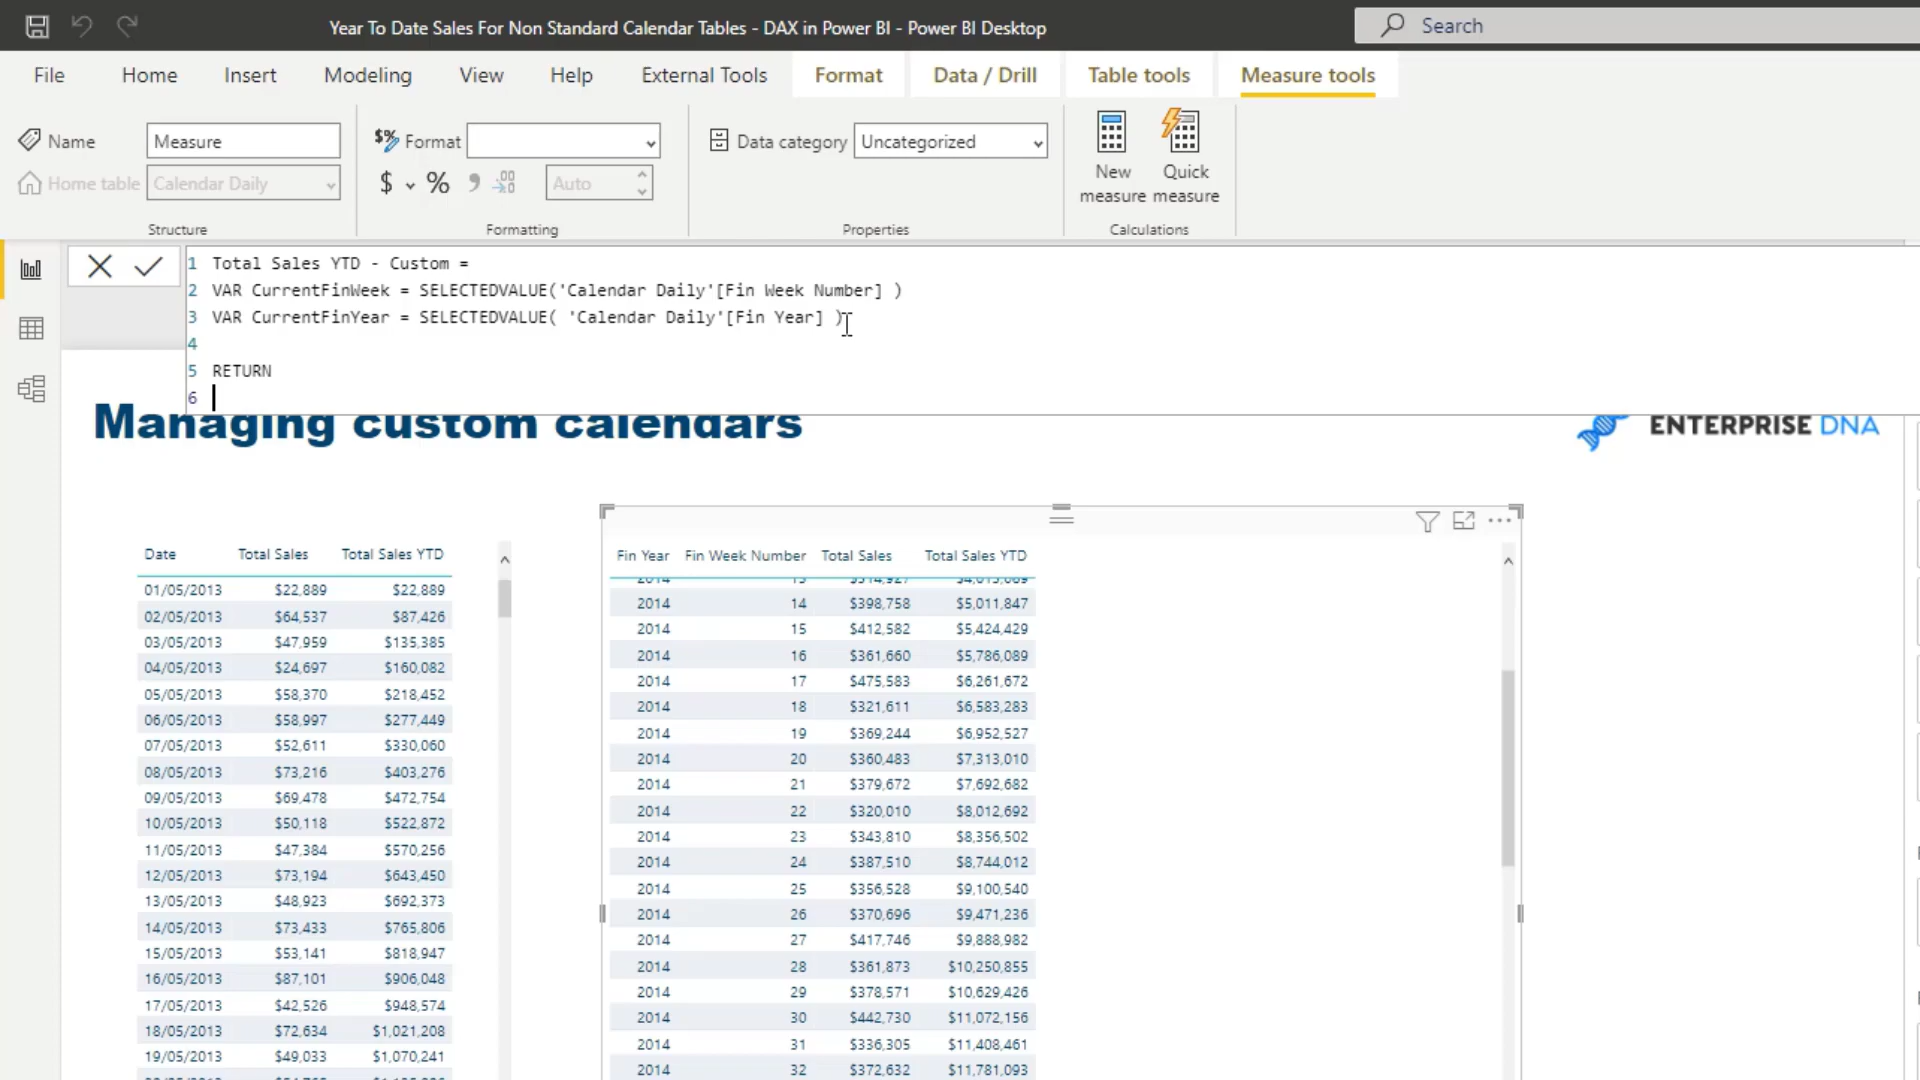 Year To Date Sales For Non Standard Calendar Tables - DAX in Power BI - Power BI Desktop
Search
File Home Insert Modeling View Help External Tools Format Data / Drill Table tools Measure tools
Name Measure
Home table Calendar Daily
Structure
Format
$ % Auto
Formatting
Data category Uncategorized
Properties
New measure
Quick measure
Calculations
1 Total Sales YTD - Custom =
2 VAR CurrentFinWeek = SELECTEDVALUE('Calendar Daily'[Fin Week Number] )
3 VAR CurrentFinYear = SELECTEDVALUE( 'Calendar Daily'[Fin Year] )
4
5 RETURN
6
Managing custom calendars
ENTERPRISE DNA
Date Total Sales Total Sales YTD
01/05/2013 $22,889 $22,889
02/05/2013 $64,537 $87,426
03/05/2013 $47,959 $135,385
04/05/2013 $24,697 $160,082
05/05/2013 $58,370 $218,452
06/05/2013 $58,997 $277,449
07/05/2013 $52,611 $330,060
08/05/2013 $73,216 $403,276
09/05/2013 $69,478 $472,754
10/05/2013 $50,118 $522,872
11/05/2013 $47,384 $570,256
12/05/2013 $73,194 $643,450
13/05/2013 $48,923 $692,373
14/05/2013 $73,433 $765,806
15/05/2013 $53,141 $818,947
16/05/2013 $87,101 $906,048
17/05/2013 $42,526 $948,574
18/05/2013 $72,634 $1,021,208
19/05/2013 $49,033 $1,070,241
Fin Year Fin Week Number Total Sales Total Sales YTD
2014 14 $398,758 $5,011,847
2014 15 $412,582 $5,424,429
2014 16 $361,660 $5,786,089
2014 17 $475,583 $6,261,672
2014 18 $321,611 $6,583,283
2014 19 $369,244 $6,952,527
2014 20 $360,483 $7,313,010
2014 21 $379,672 $7,692,682
2014 22 $320,010 $8,012,692
2014 23 $343,810 $8,356,502
2014 24 $387,510 $8,744,012
2014 25 $356,528 $9,100,540
2014 26 $370,696 $9,471,236
2014 27 $417,746 $9,888,982
2014 28 $361,873 $10,250,855
2014 29 $378,571 $10,629,426
2014 30 $442,730 $11,072,156
2014 31 $336,305 $11,408,461
2014 32 $372,632 $11,781,093